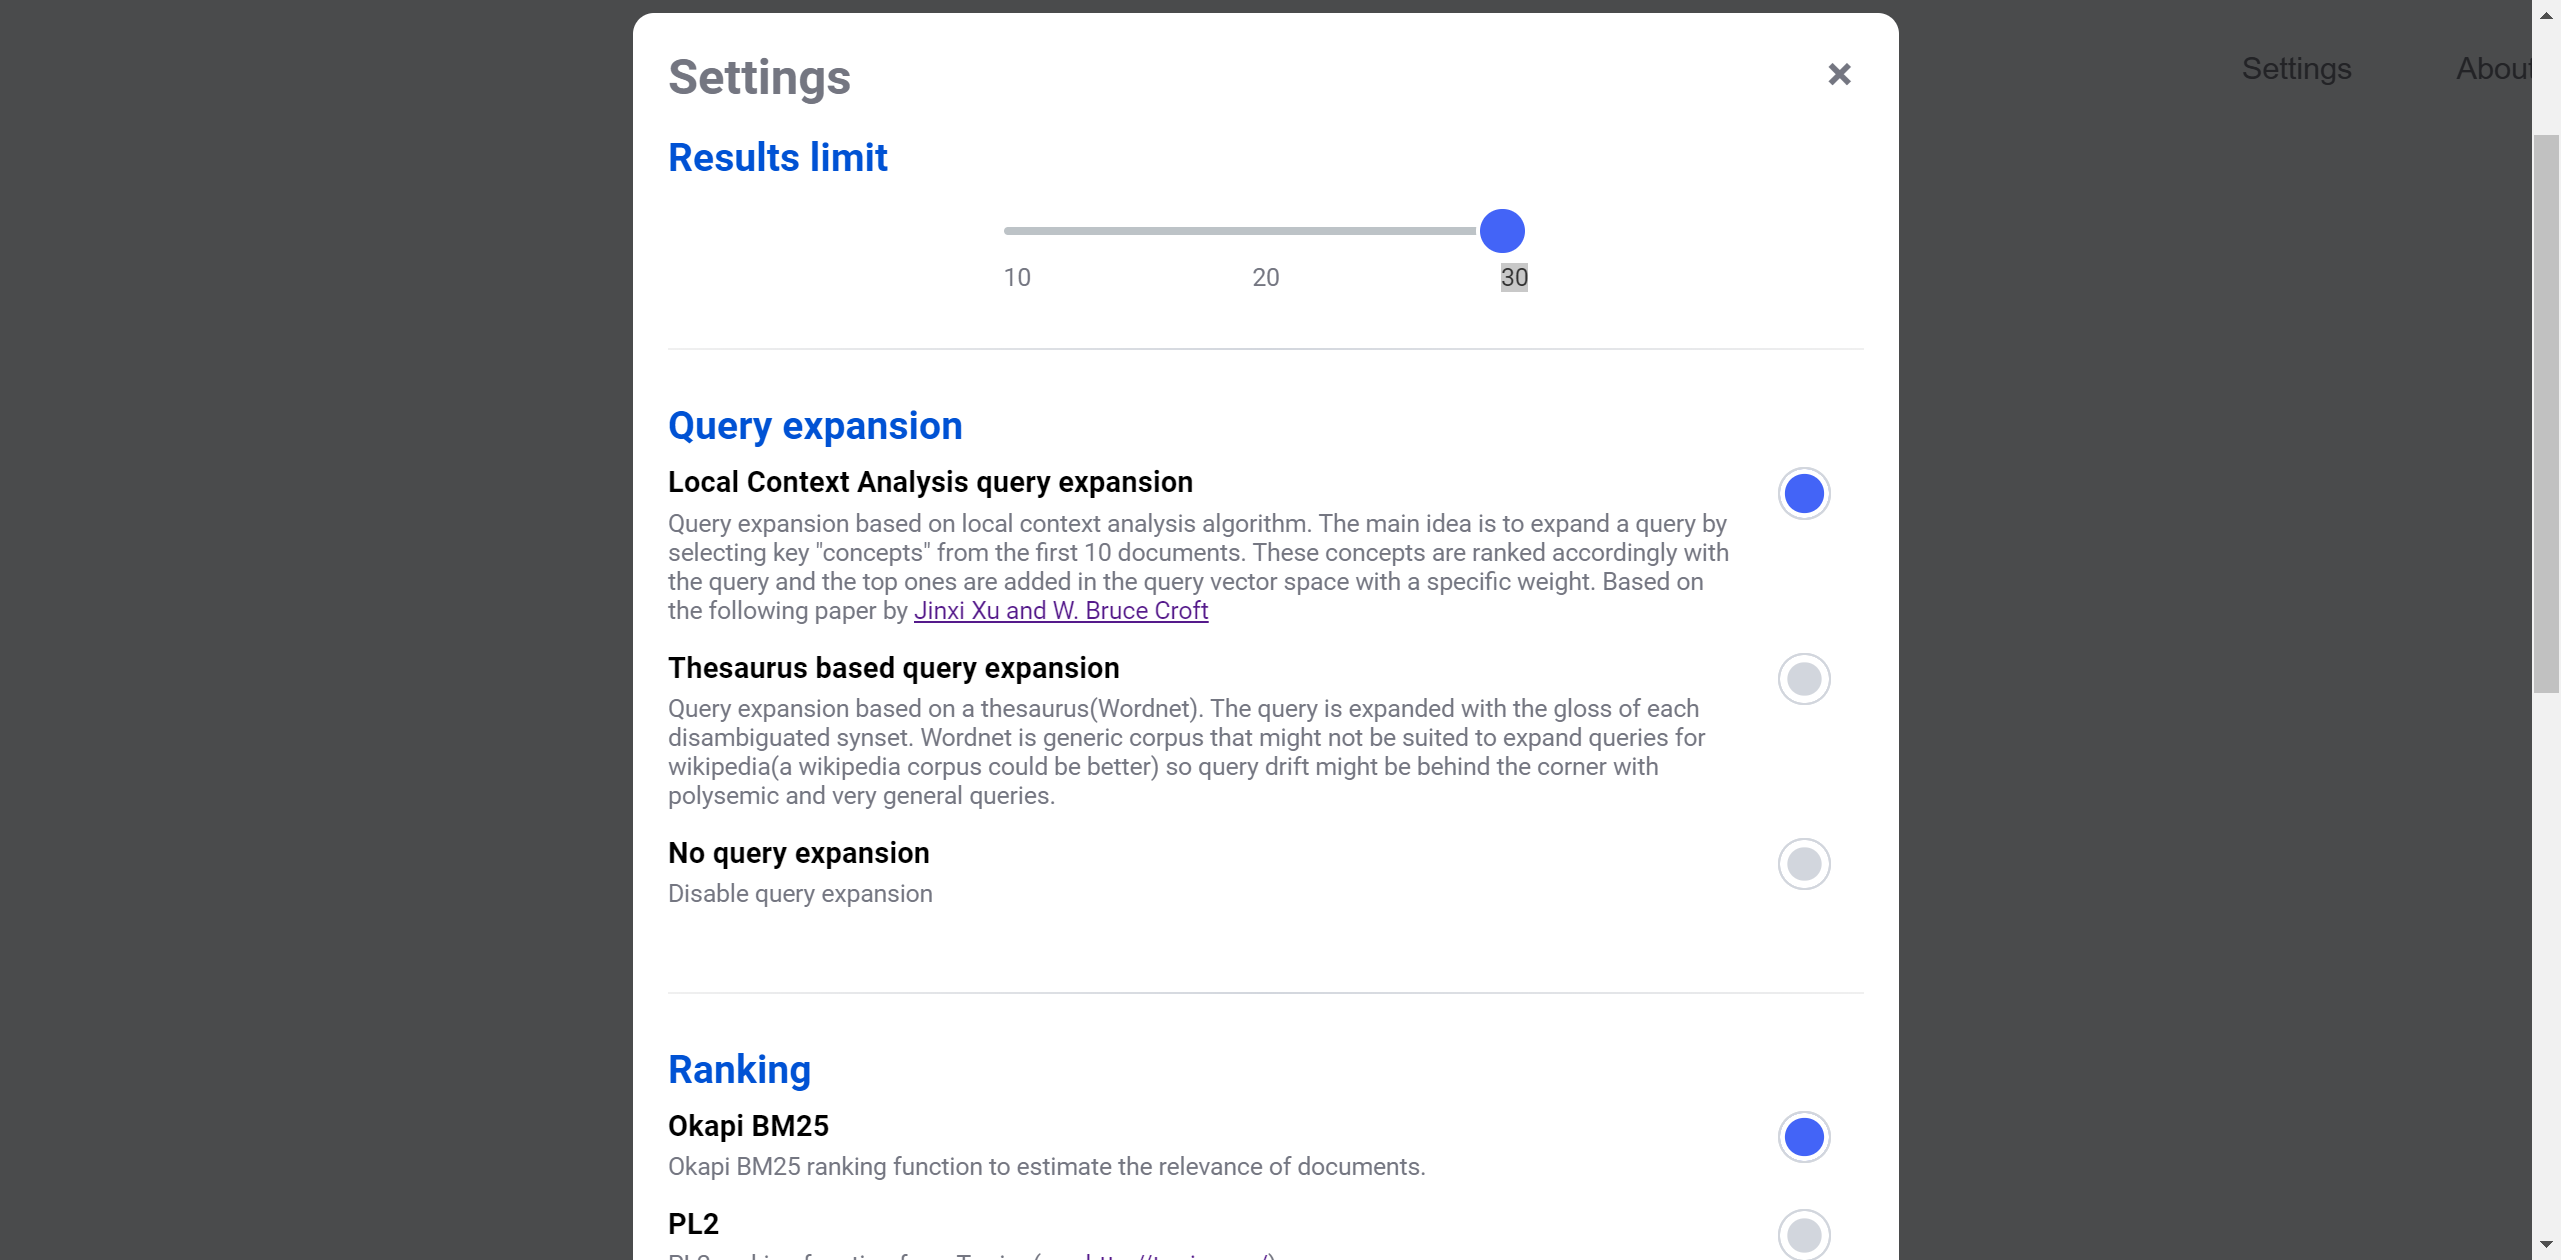 Settings
Settings
About
Results limit
10 20 30
Query expansion
Local Context Analysis query expansion
Query expansion based on local context analysis algorithm. The main idea is to expand a query by
selecting key "concepts" from the first 10 documents. These concepts are ranked accordingly with
the query and the top ones are added in the query vector space with a specific weight. Based on
the following paper by Jinxi Xu and W. Bruce Croft
Thesaurus based query expansion
Query expansion based on a thesaurus(Wordnet). The query is expanded with the gloss of each
disambiguated synset. Wordnet is generic corpus that might not be suited to expand queries for
wikipedia(a wikipedia corpus could be better) so query drift might be behind the corner with
polysemic and very general queries.
No query expansion
Disable query expansion
Ranking
Okapi BM25
Okapi BM25 ranking function to estimate the relevance of documents.
PL2